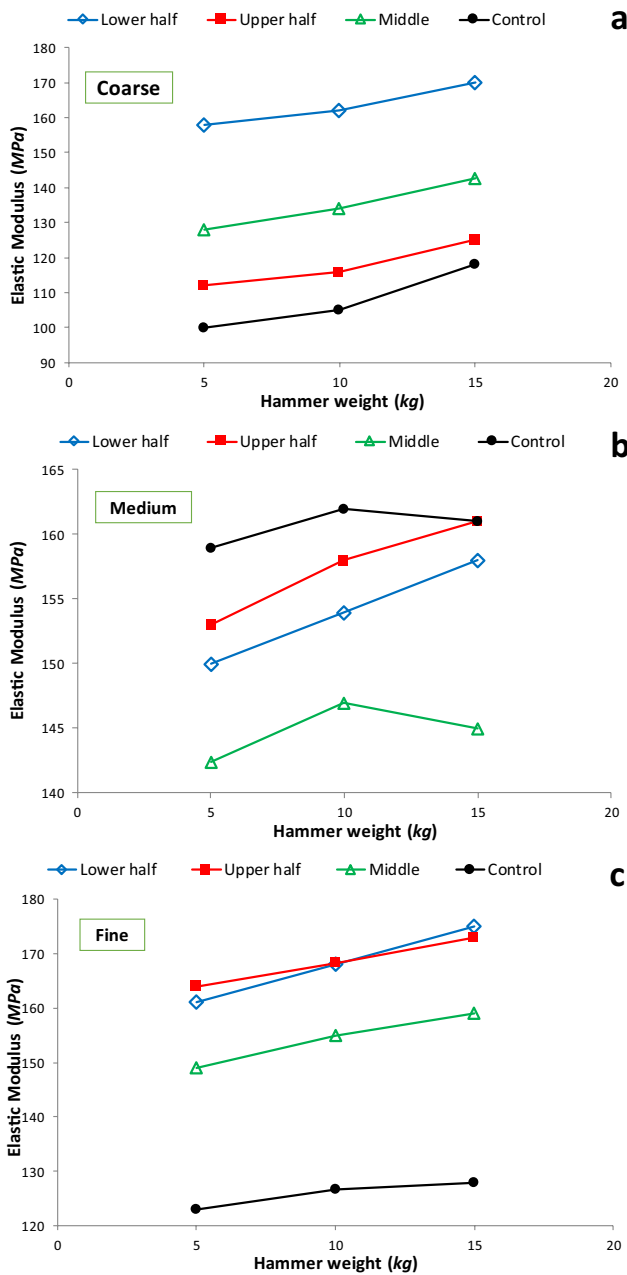 Lower half Upper half Middle Control a
Coarse
Elastic Modulus (MPa)
180
170
160
150
140
130
120
110
100
90
0 5 10 15 20
Hammer weight (kg)
Lower half Upper half Middle Control b
Medium
Elastic Modulus (MPa)
165
160
155
150
145
140
0 5 10 15 20
Hammer weight (kg)
Lower half Upper half Middle Control c
Fine
Elastic Modulus (MPa)
180
170
160
150
140
130
120
0 5 10 15 20
Hammer weight (kg)